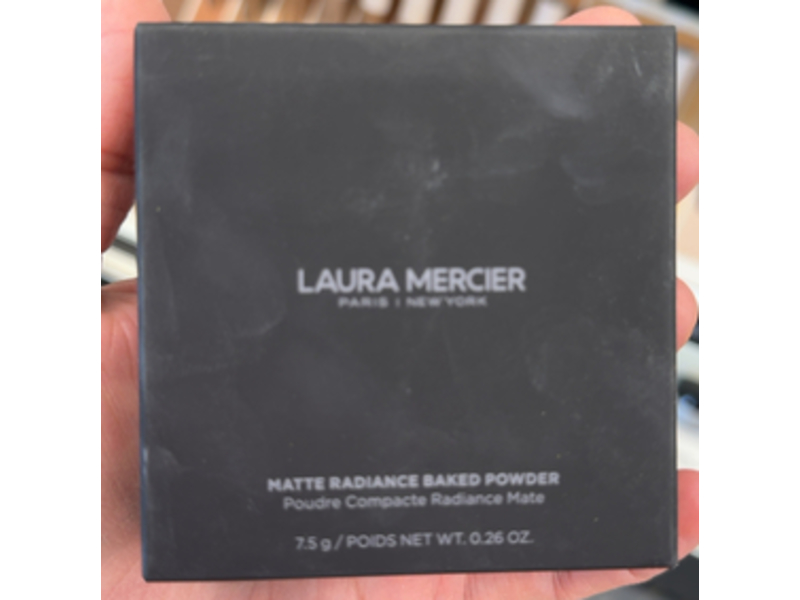 LAURA MERCIER
PARIS | NEW YORK
MATTE RADIANCE BAKED POWDER
Poudre Compacte Radiance Mate
7.5 g / POIDS NET WT. 0.26 OZ.